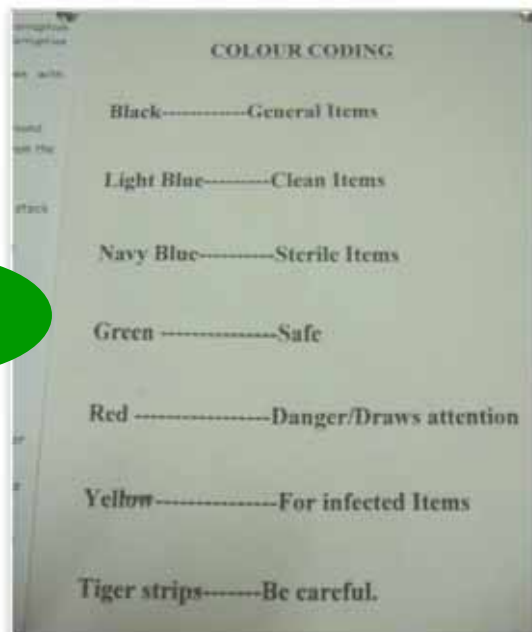 COLOUR CODING
Black------------General Items
Light Blue----------Clean Items
Navy Blue-----------Sterile Items
Green ----------------Safe
Red -------------------Danger/Draws attention
Yellow-----------------For infected Items
Tiger strips-------Be careful.